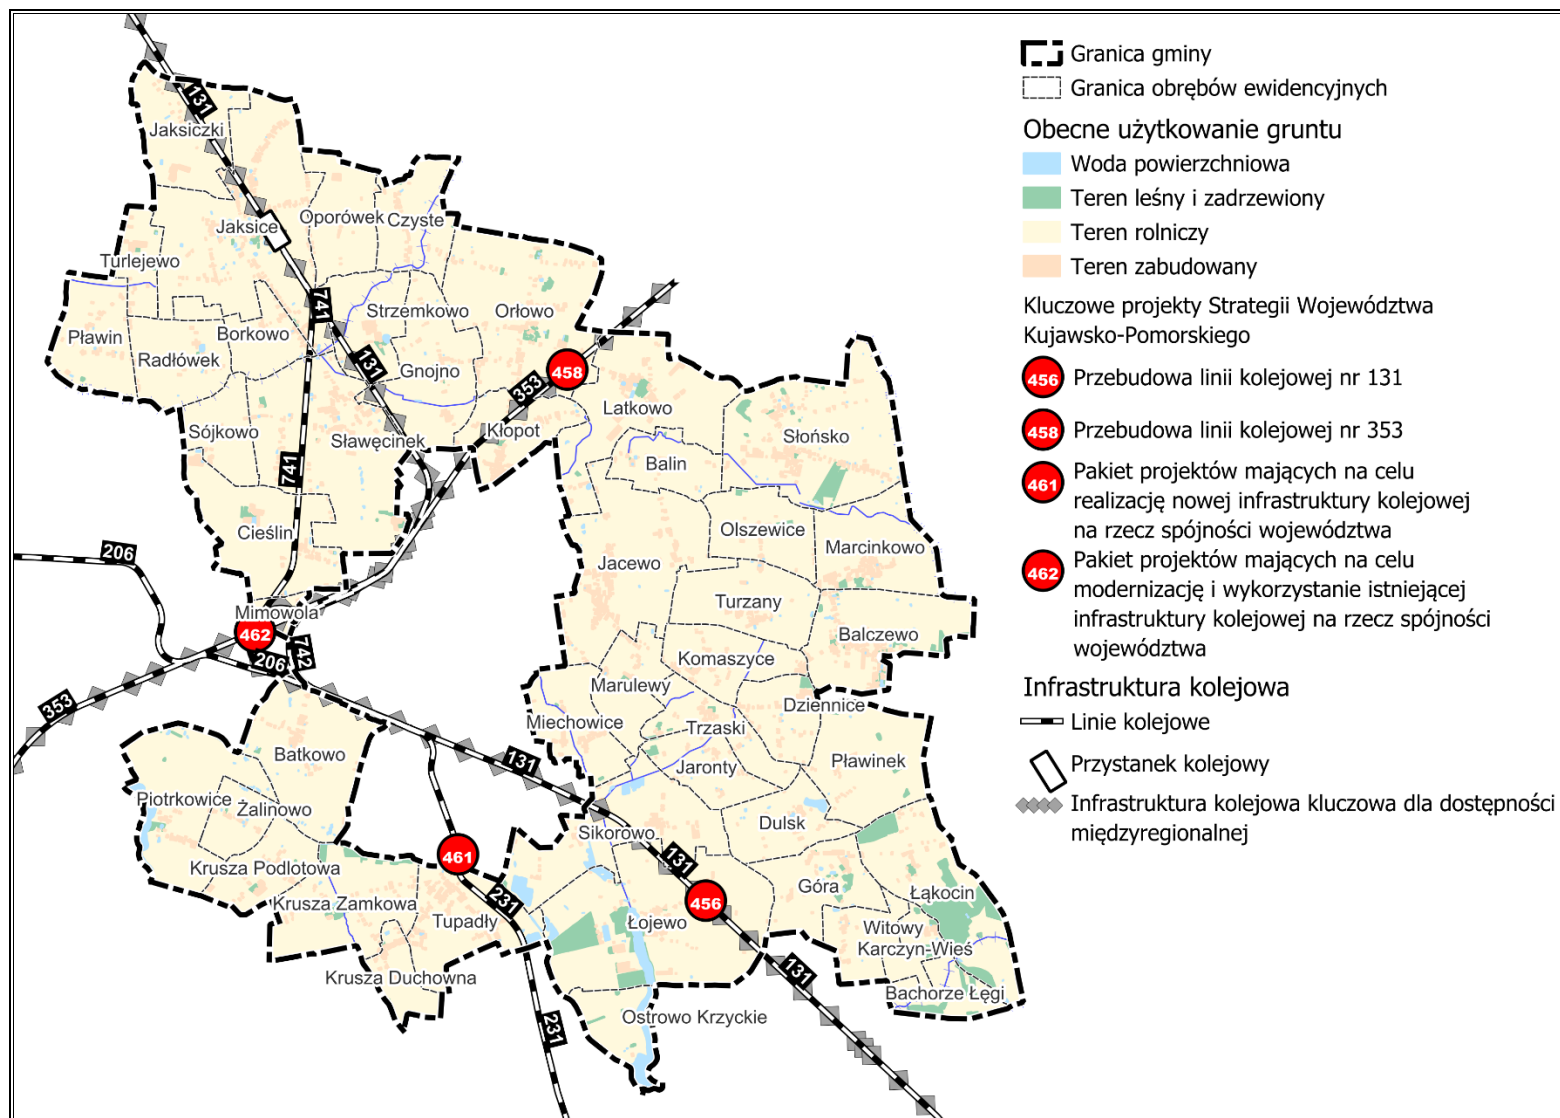 131
Jaksiczki
Jaksice
Oporówek
Czyste
Turlejewo
741
Strzemkowo
Orłowo
Pławin
Radłówek
Borkowo
131
Gnojno
353
458
Latkowo
Kłopot
Słońsko
Sójkowo
Sławęcinek
741
Balin
Cieślin
Olszewice
Marcinkowo
206
Jacewo
Turzany
Mimowola
462
742
206
Balczewo
Komaszyce
353
Marulewy
Miechowice
Dziennice
Trzaski
Batkowo
131
Jaronty
Pławinek
Piotrkowice
Żalinowo
Sikorowo
Dulsk
461
Krusza Podlotowa
131
Góra
Łąkocin
Krusza Zamkowa
231
456
Tupadły
Łojewo
Witowy
Karczyn-Wieś
Krusza Duchowna
131
Bachorze Łęgi
Ostrowo Krzyckie
231
Granica gminy
Granica obrębów ewidencyjnych
Obecne użytkowanie gruntu
Woda powierzchniowa
Teren leśny i zadrzewiony
Teren rolniczy
Teren zabudowany
Kluczowe projekty Strategii Województwa
Kujawsko-Pomorskiego
456 Przebudowa linii kolejowej nr 131
458 Przebudowa linii kolejowej nr 353
461 Pakiet projektów mających na celu
realizację nowej infrastruktury kolejowej
na rzecz spójności województwa
462 Pakiet projektów mających na celu
modernizację i wykorzystanie istniejącej
infrastruktury kolejowej na rzecz spójności
województwa
Infrastruktura kolejowa
Linie kolejowe
Przystanek kolejowy
Infrastruktura kolejowa kluczowa dla dostępności
międzyregionalnej